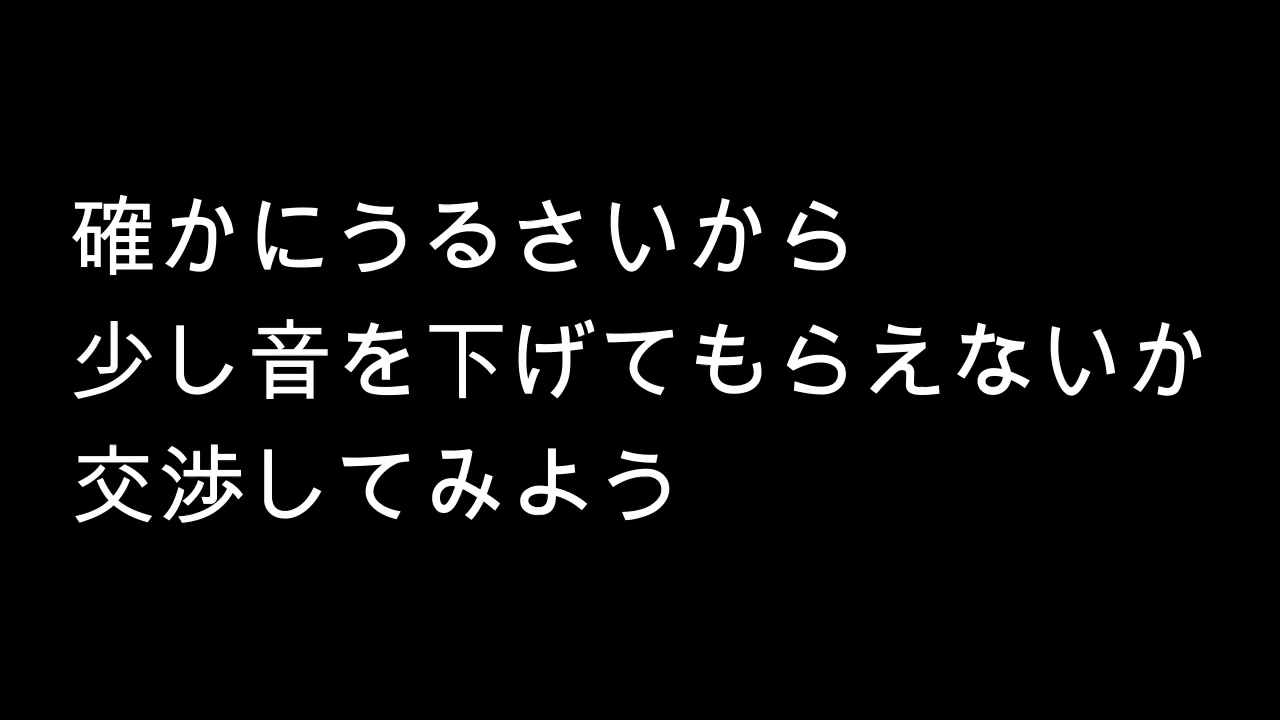 確かにうるさいから
少し音を下げてもらえないか
交渉してみよう